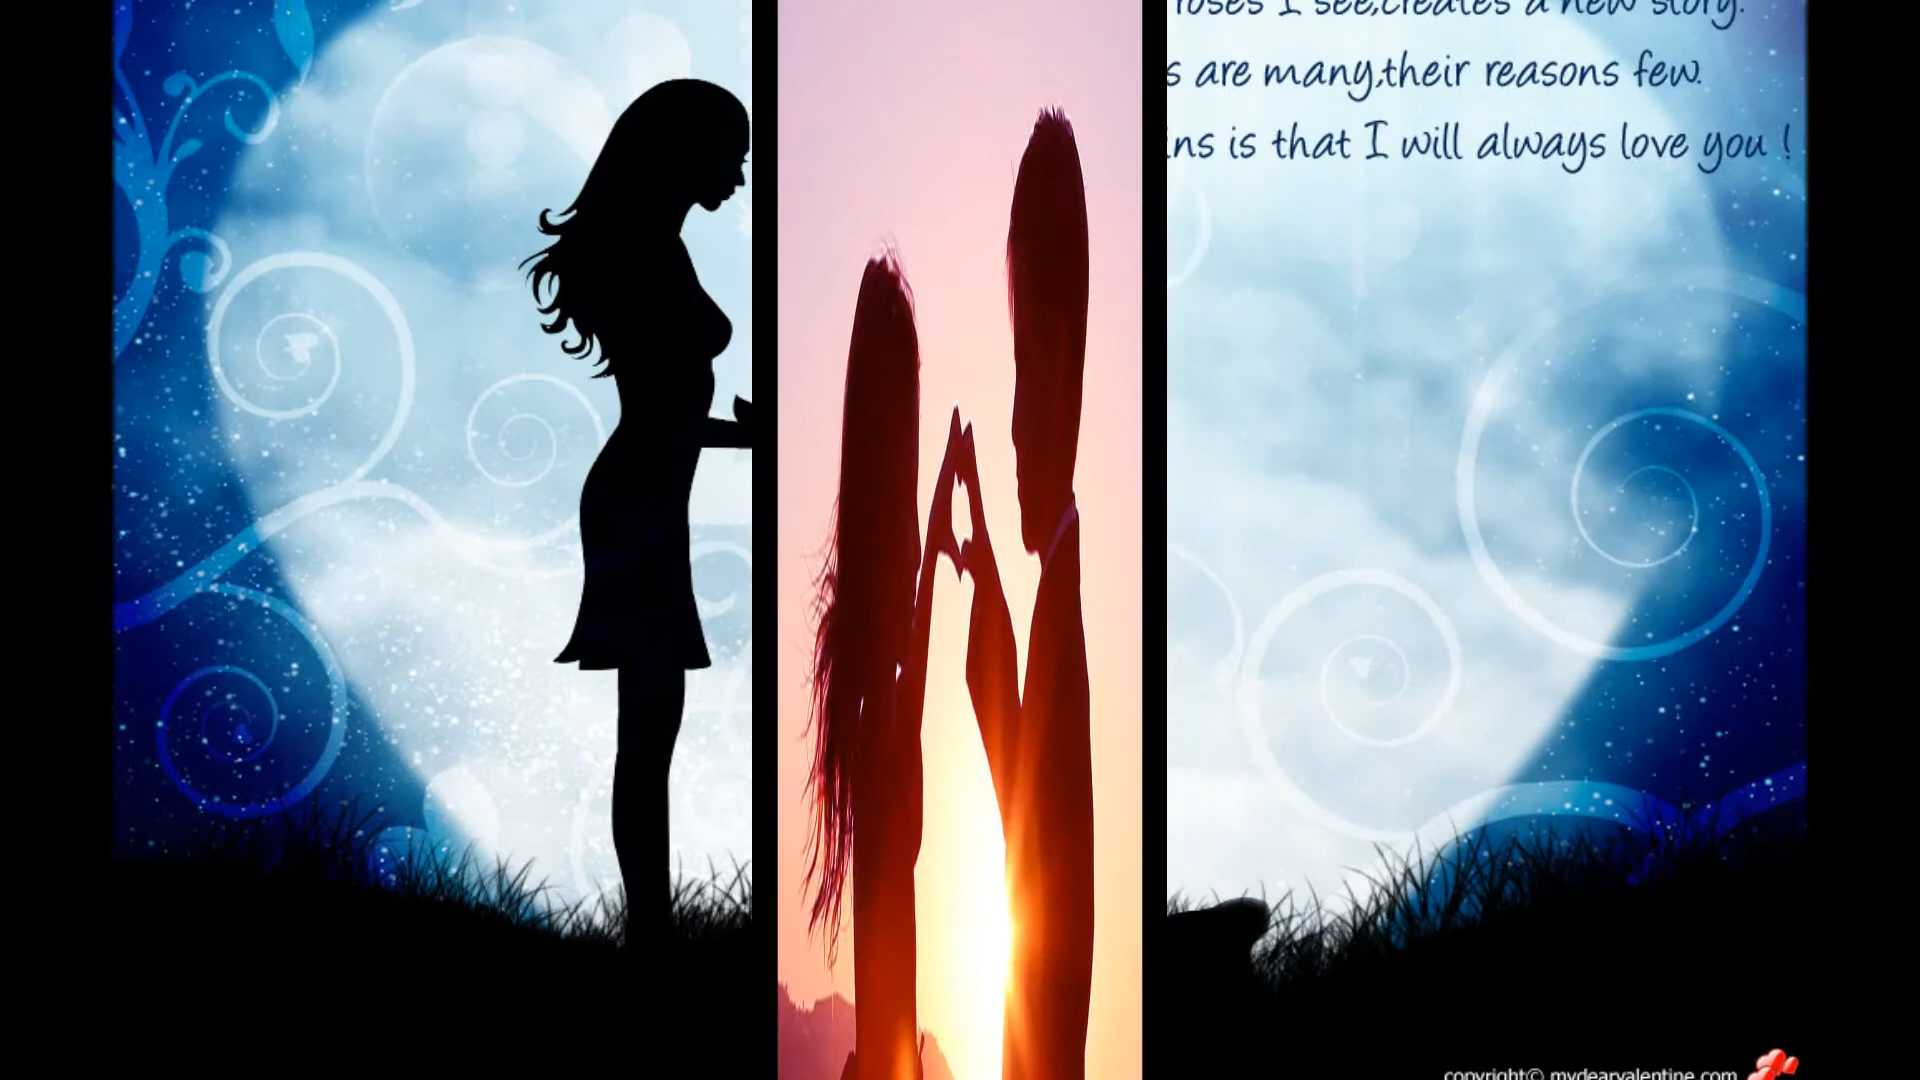 roses I see,creates a new story.
are many,their reasons few.
is that I will always love you !
copyright© mydearvalentine.com